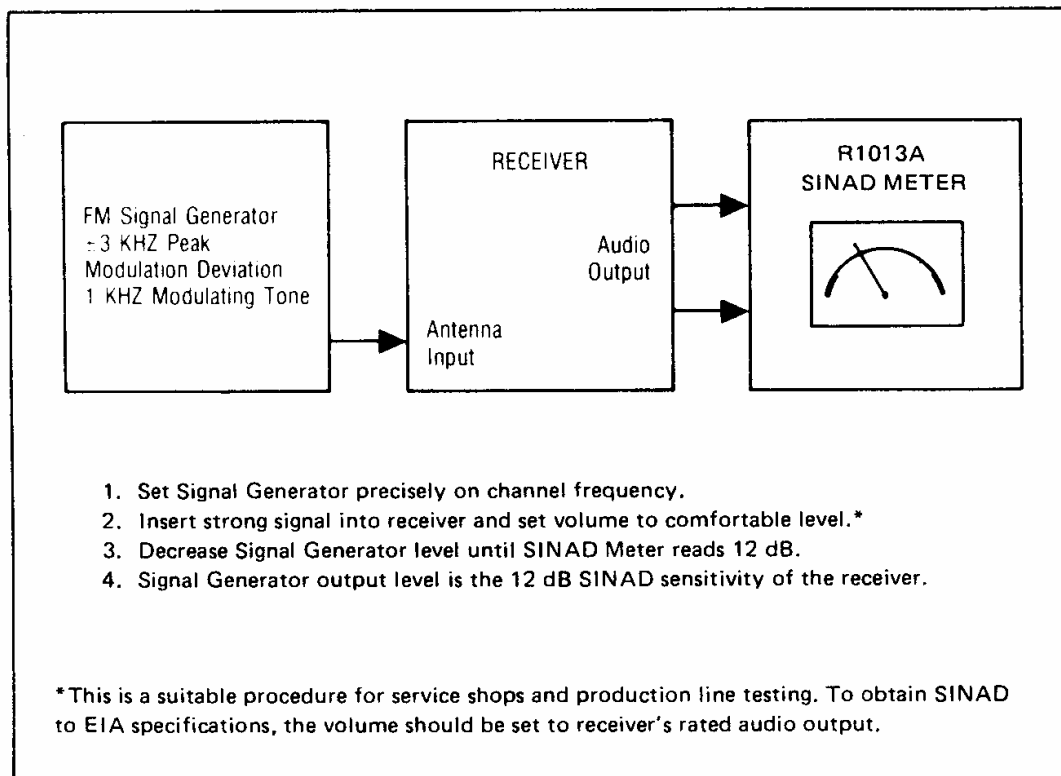 FM Signal Generator
±3 KHZ Peak
Modulation Deviation
1 KHZ Modulating Tone
RECEIVER
Audio
Output
Antenna
Input
R1013A
SINAD METER
1. Set Signal Generator precisely on channel frequency.
2. Insert strong signal into receiver and set volume to comfortable level.*
3. Decrease Signal Generator level until SINAD Meter reads 12 dB.
4. Signal Generator output level is the 12 dB SINAD sensitivity of the receiver.
*This is a suitable procedure for service shops and production line testing. To obtain SINAD
to EIA specifications, the volume should be set to receiver's rated audio output.